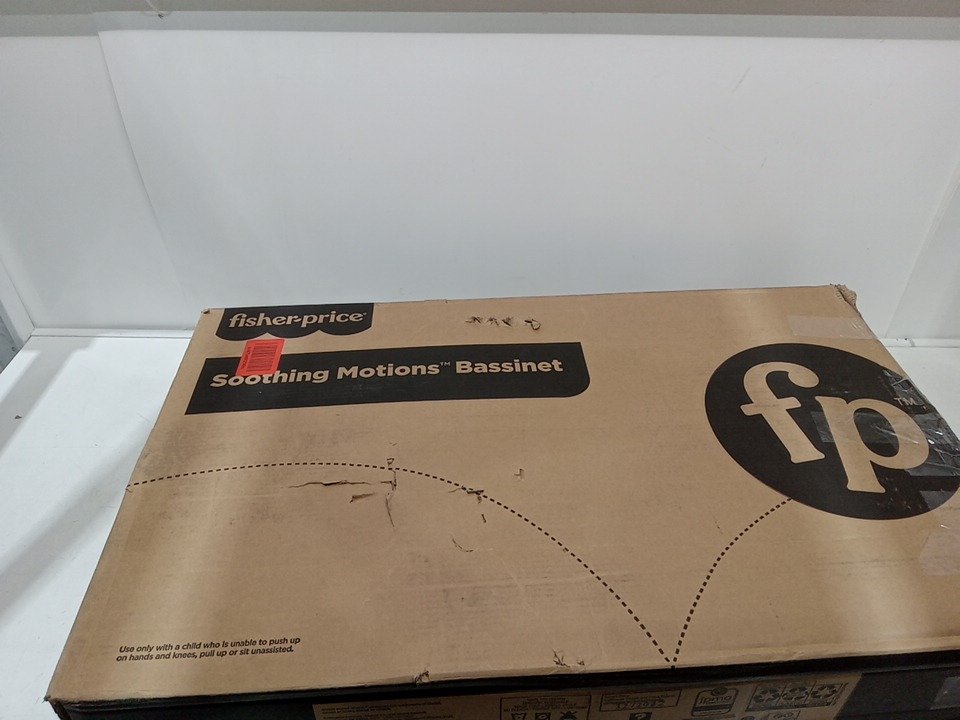 fisher-price
Soothing Motions™ Bassinet
fp™
Use only with a child who is unable to push up
on hands and knees, pull up or sit unassisted.